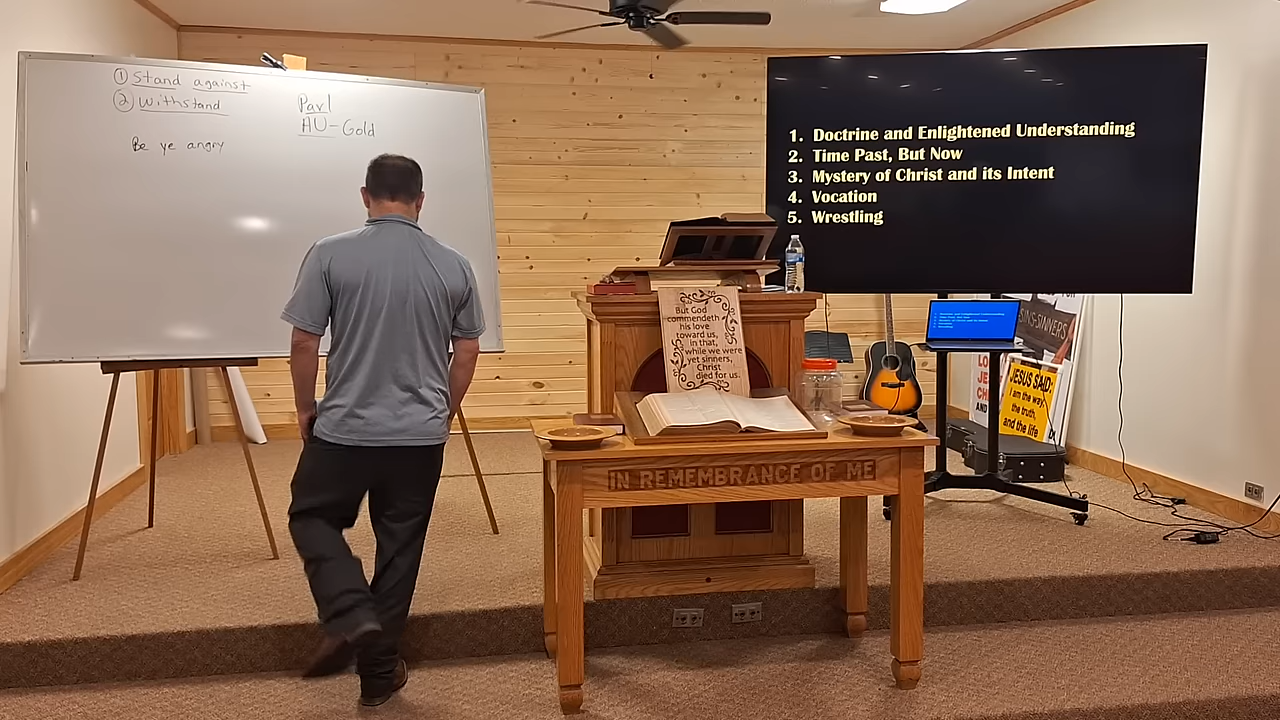 ① Stand against
② Withstand
Be ye angry
Paul
AU-Gold
1. Doctrine and Enlightened Understanding
2. Time Past, But Now
3. Mystery of Christ and its Intent
4. Vocation
5. Wrestling
But God
commendeth
his love
toward us,
in that,
while we were
yet sinners,
Christ
died for us.
IN REMEMBRANCE OF ME
SINS-SINNERS
JESUS SAID:
I am the way
the truth,
and the life